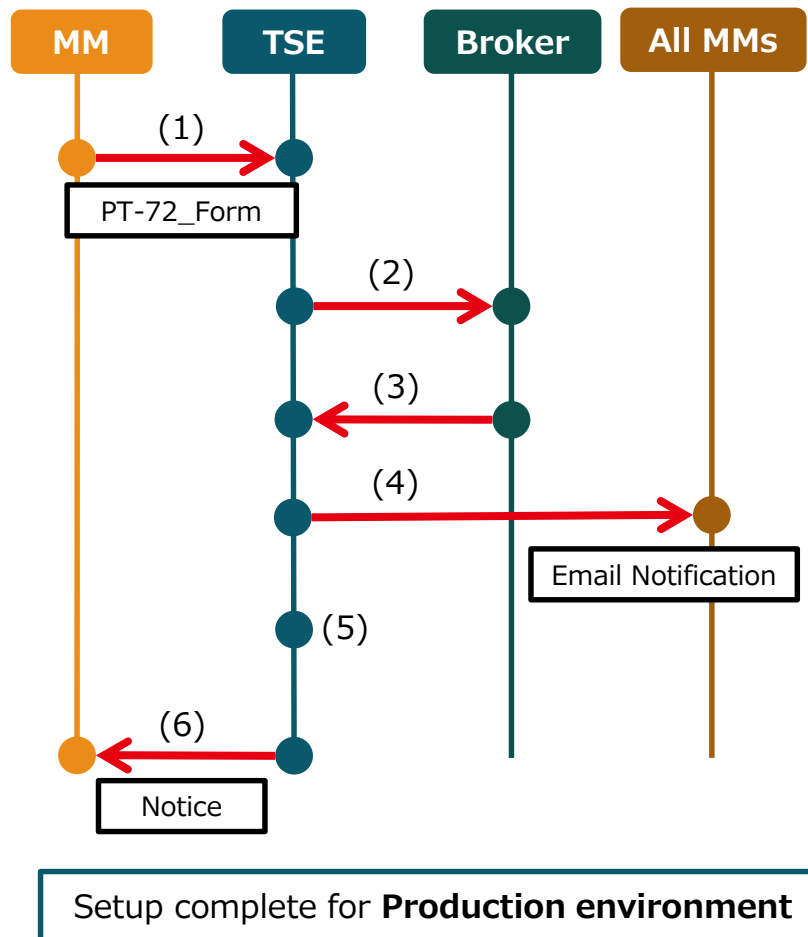 MM
TSE
Broker
All MMs
(1)
PT-72_Form
(2)
(3)
(4)
Email Notification
(5)
(6)
Notice
Setup complete for Production environment